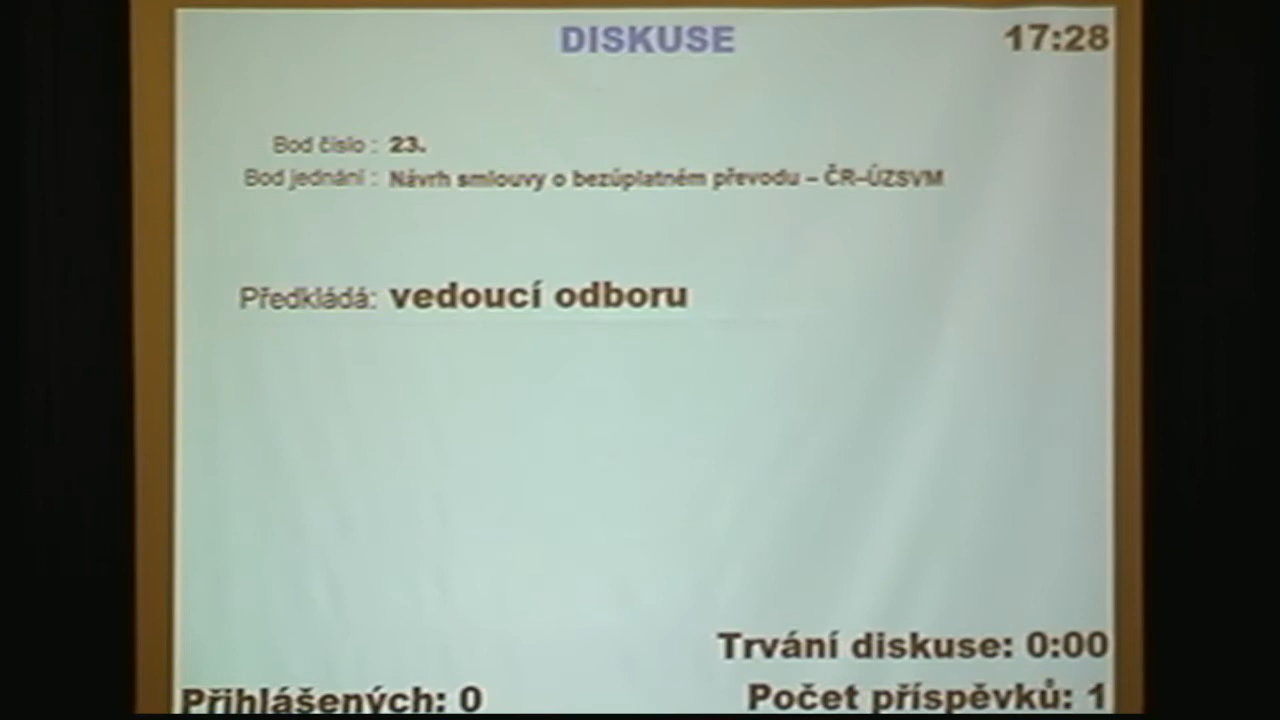 DISKUSE
17:28
Bod číslo : 23.
Bod jednání : Návrh smlouvy o bezúplatném převodu – ČR–ÚZSVM
Předkládá: vedoucí odboru
Trvání diskuse: 0:00
Přihlášených: 0
Počet příspěvků: 1